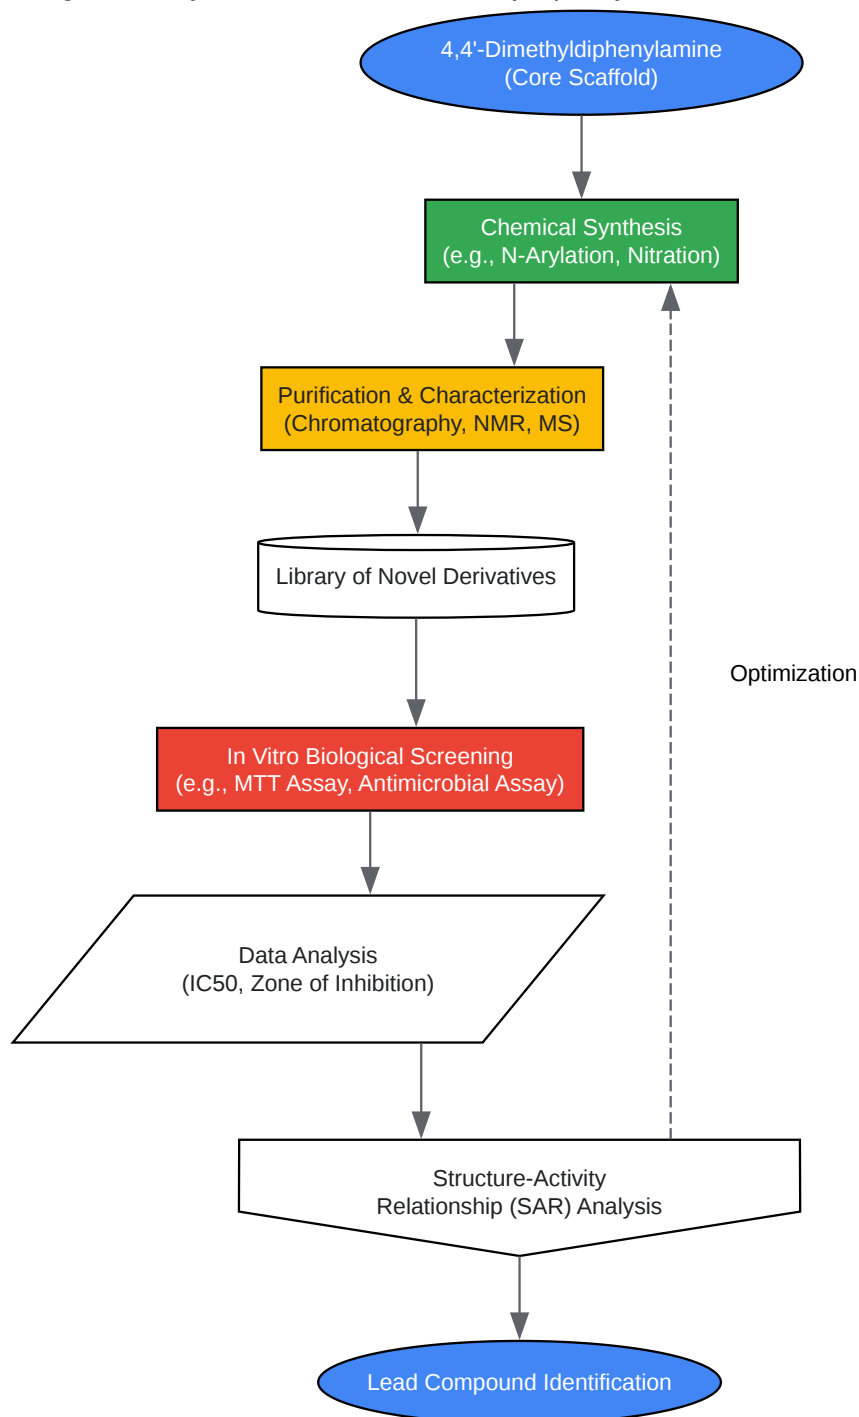 4,4'-Dimethyldiphenylamine
(Core Scaffold)
Chemical Synthesis
(e.g., N-Arylation, Nitration)
Purification & Characterization
(Chromatography, NMR, MS)
Library of Novel Derivatives
Optimization
In Vitro Biological Screening
(e.g., MTT Assay, Antimicrobial Assay)
Data Analysis
(IC50, Zone of Inhibition)
Structure-Activity
Relationship (SAR) Analysis
Lead Compound Identification